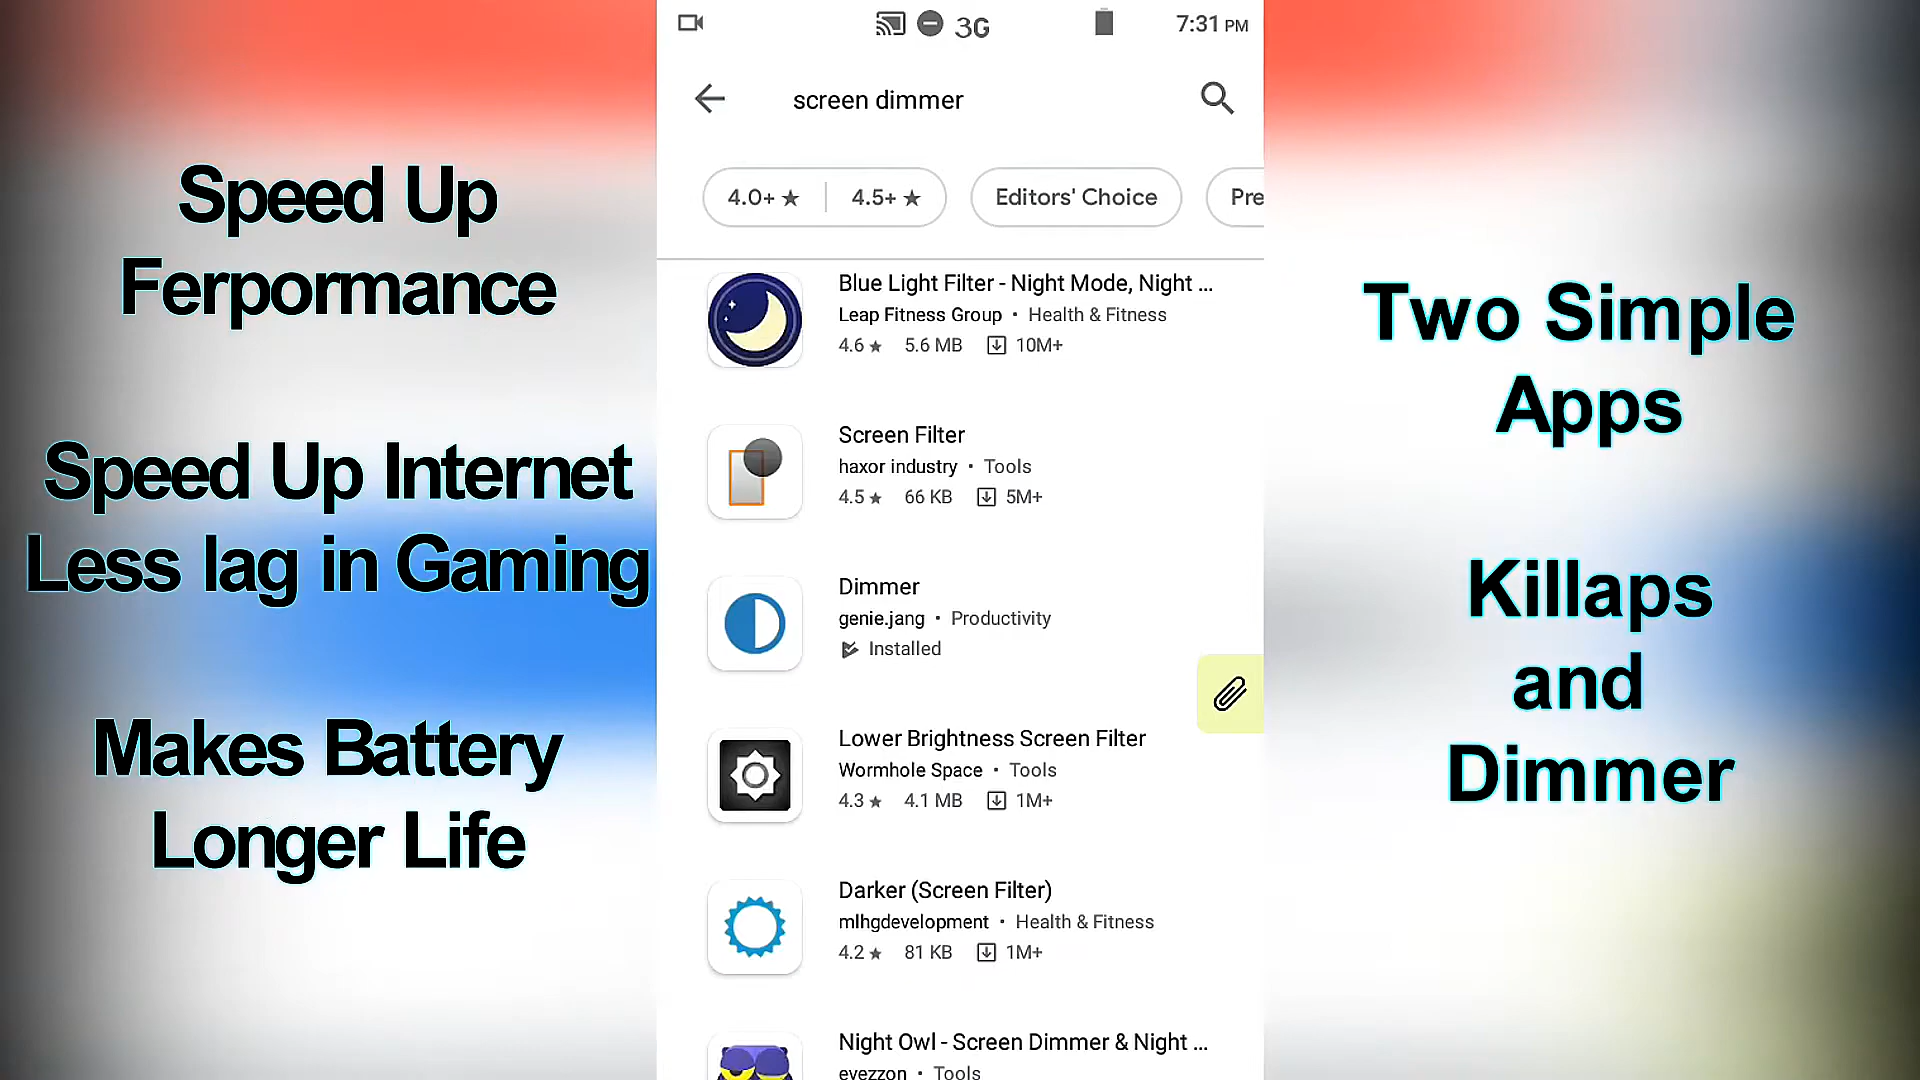 Speed Up
Ferpormance
Speed Up Internet
Less lag in Gaming
Makes Battery
Longer Life
3G
7:31 PM
screen dimmer
4.0+ ★
4.5+ ★
Editors' Choice
Pre
Blue Light Filter - Night Mode, Night ...
Leap Fitness Group • Health & Fitness
4.6 ★ 5.6 MB 10M+
Screen Filter
haxor industry • Tools
4.5 ★ 66 KB 5M+
Dimmer
genie.jang • Productivity
Installed
Lower Brightness Screen Filter
Wormhole Space • Tools
4.3 ★ 4.1 MB 1M+
Darker (Screen Filter)
mlhgdevelopment • Health & Fitness
4.2 ★ 81 KB 1M+
Night Owl - Screen Dimmer & Night ...
eyezzon • Tools
Two Simple
Apps
Killaps
and
Dimmer